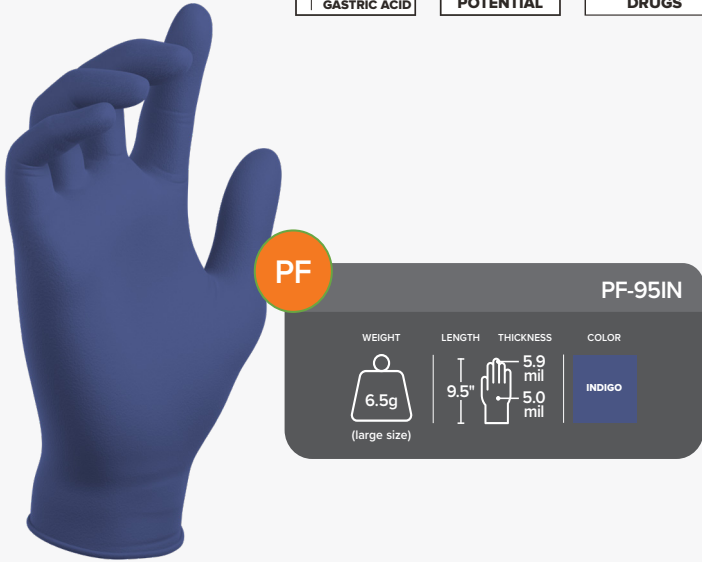 GASTRIC ACID
POTENTIAL
DRUGS
PF
PF-95IN
WEIGHT
LENGTH
THICKNESS
COLOR
6.5g
(large size)
9.5"
5.9
mil
5.0
mil
INDIGO